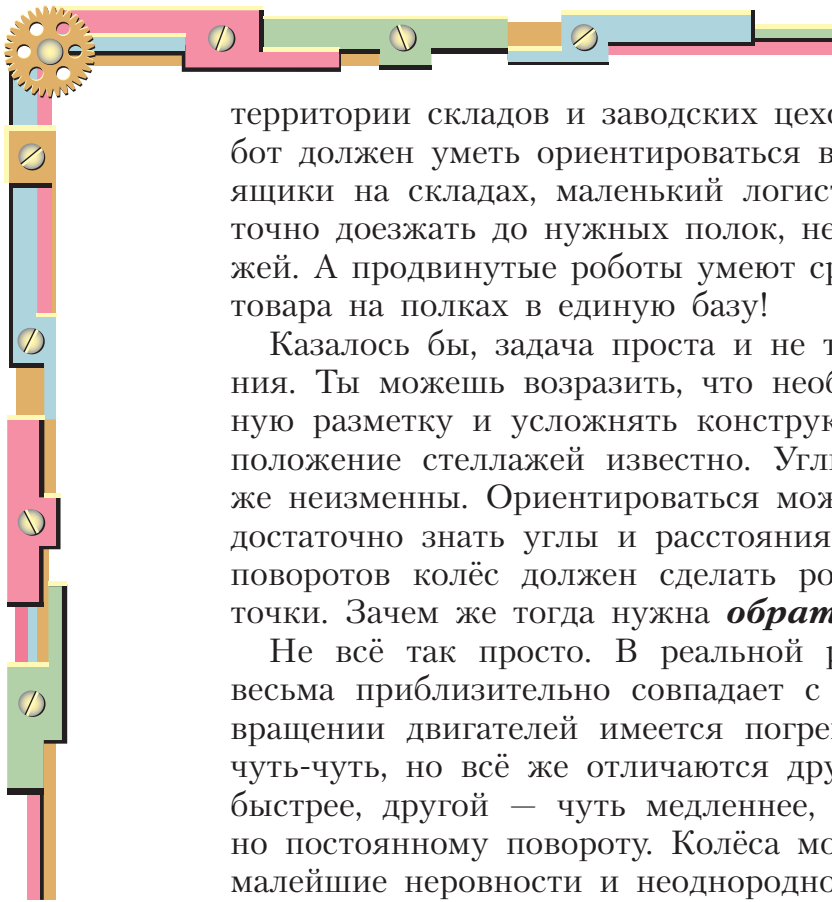 территории складов и заводских цехо
бот должен уметь ориентироваться в
ящики на складах, маленький логист
точно доезжать до нужных полок, не
жей. А продвинутые роботы умеют ср
товара на полках в единую базу!
Казалось бы, задача проста и не т
ния. Ты можешь возразить, что необ
ную разметку и усложнять конструк
положение стеллажей известно. Угл
же неизменны. Ориентироваться мож
достаточно знать углы и расстояния
поворотов колёс должен сделать ро
точки. Зачем же тогда нужна обрат
Не всё так просто. В реальной р
весьма приблизительно совпадает с
вращении двигателей имеется погре
чуть-чуть, но всё же отличаются дру
быстрее, другой — чуть медленнее,
но постоянному повороту. Колёса мо
малейшие неровности и неоднородно